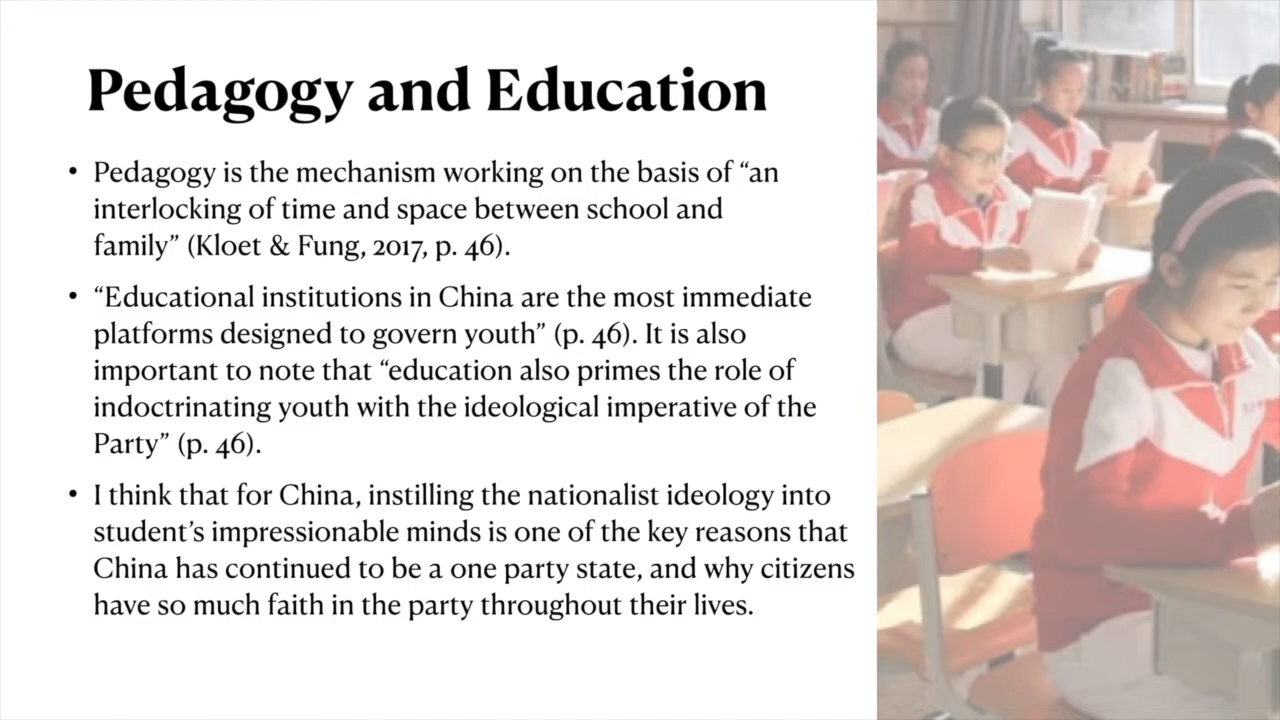 Pedagogy and Education
• Pedagogy is the mechanism working on the basis of “an
interlocking of time and space between school and
family” (Kloet & Fung, 2017, p. 46).
• “Educational institutions in China are the most immediate
platforms designed to govern youth” (p. 46). It is also
important to note that “education also primes the role of
indoctrinating youth with the ideological imperative of the
Party” (p. 46).
• I think that for China, instilling the nationalist ideology into
student’s impressionable minds is one of the key reasons that
China has continued to be a one party state, and why citizens
have so much faith in the party throughout their lives.